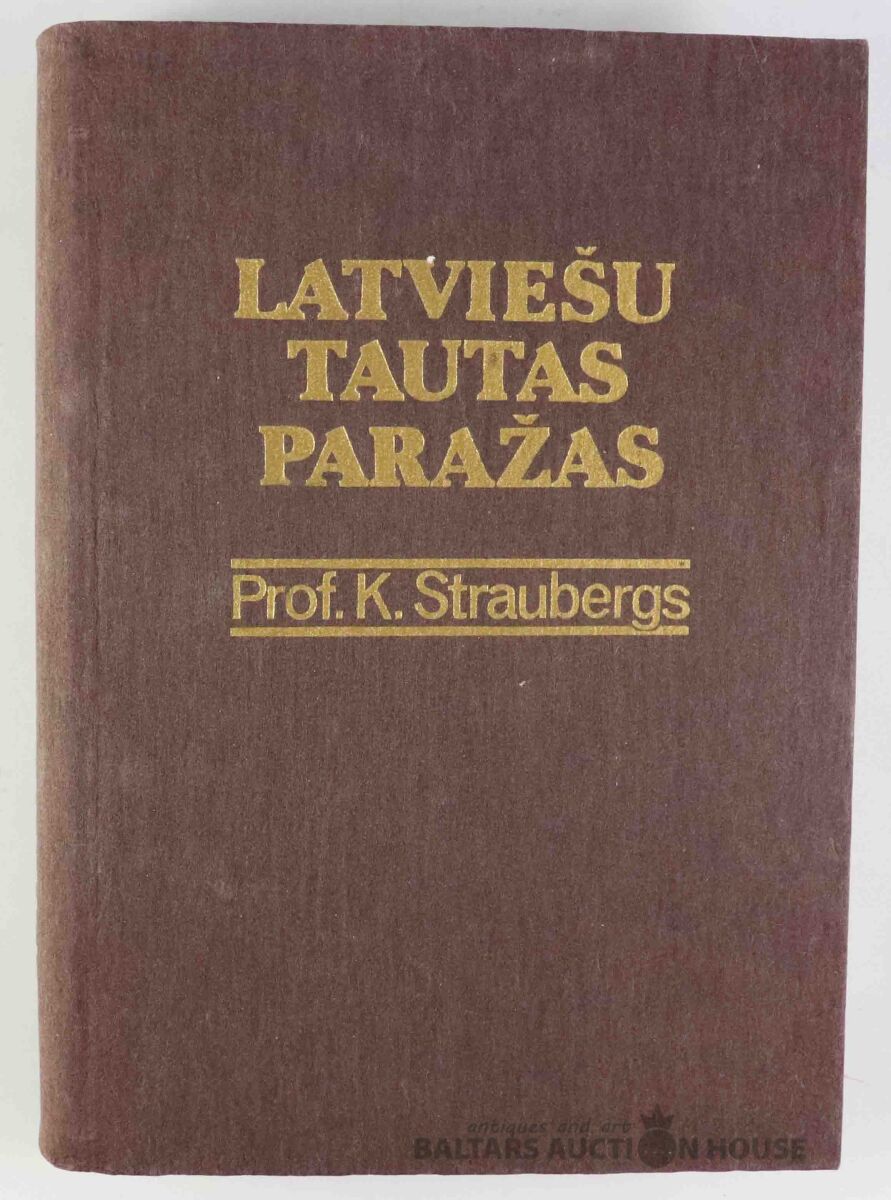 LATVIEŠU
TAUTAS
PARAŽAS
Prof. K. Straubergs
antiques and art
BALTARS AUCTION HOUSE